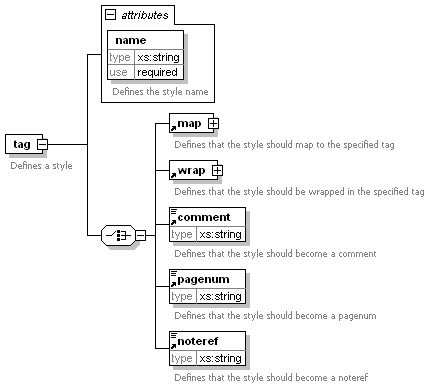 attributes
name
type xs:string
use required
Defines the style name
tag
Defines a style
map
Defines that the style should map to the specified tag
wrap
Defines that the style should be wrapped in the specified tag
comment
type xs:string
Defines that the style should become a comment
pagenum
type xs:string
Defines that the style should become a pagenum
noteref
type xs:string
Defines that the style should become a noteref